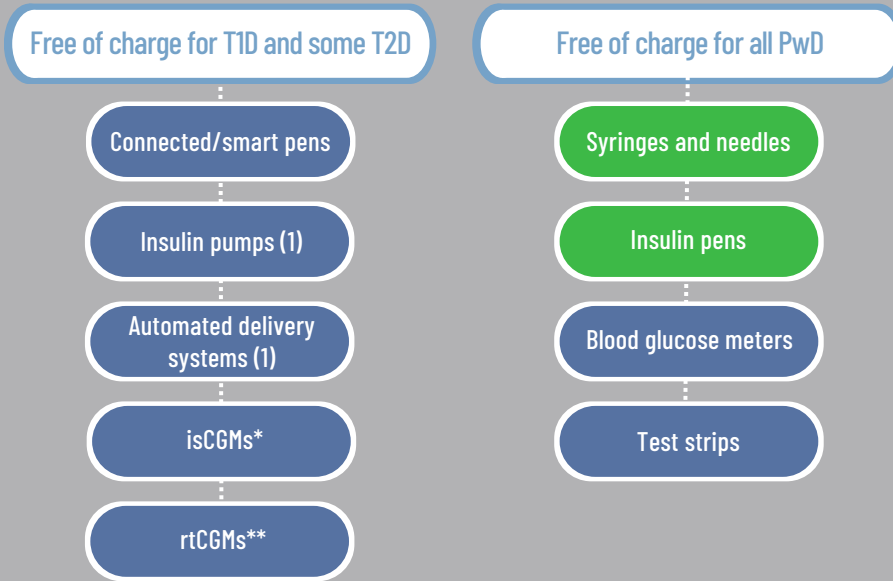 Free of charge for T1D and some T2D
Connected/smart pens
Insulin pumps (1)
Automated delivery
systems (1)
isCGMs*
rtCGMs**
Free of charge for all PwD
Syringes and needles
Insulin pens
Blood glucose meters
Test strips